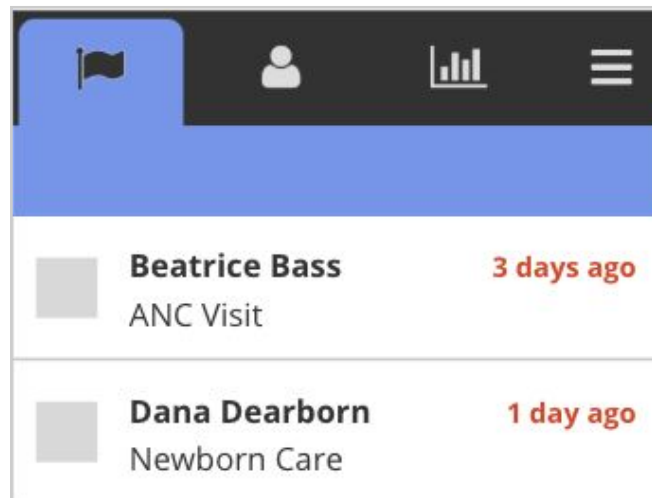 Beatrice Bass 3 days ago
ANC Visit
Dana Dearborn 1 day ago
Newborn Care